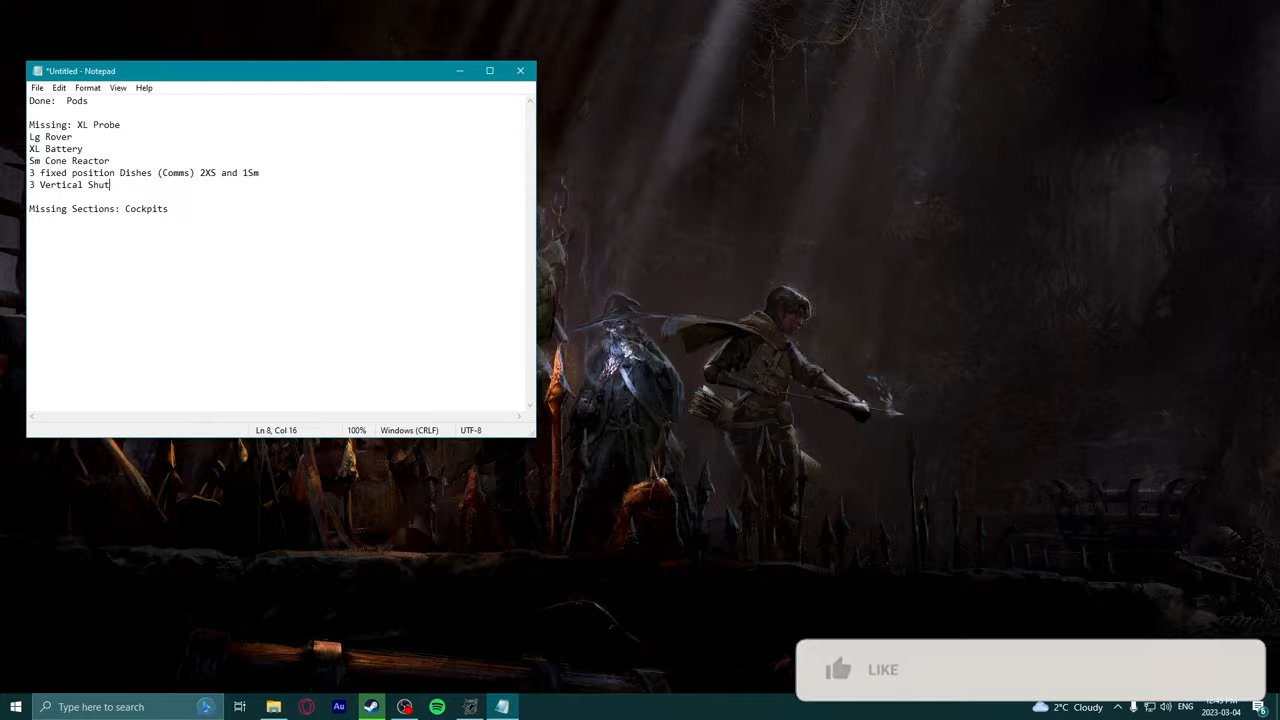 *Untitled - Notepad
File Edit Format View Help
Done:  Pods
Missing: XL Probe
Lg Rover
XL Battery
Sm Cone Reactor
3 fixed position Dishes (Comms) 2XS and 1Sm
3 Vertical Shut
Missing Sections: Cockpits
Ln 8, Col 16
100%
Windows (CRLF)
UTF-8
LIKE
Type here to search
Au
2°C Cloudy
ENG
2023-03-04
6